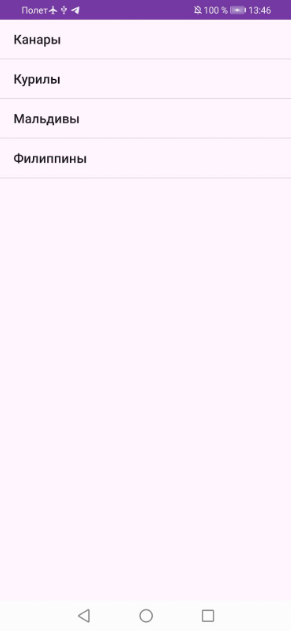 Полет 100 % 13:46
Канары
Курилы
Мальдивы
Филиппины